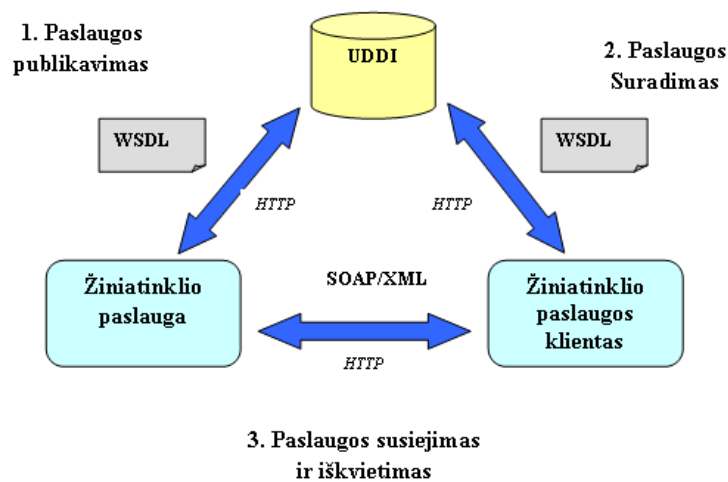 1. Paslaugos
publikavimas
UDDI
2. Paslaugos
Suradimas
WSDL
WSDL
HTTP
HTTP
Žiniatinklio
paslauga
SOAP/XML
Žiniatinklio
paslaugos
klientas
HTTP
3. Paslaugos susiejimas
ir iškvietimas